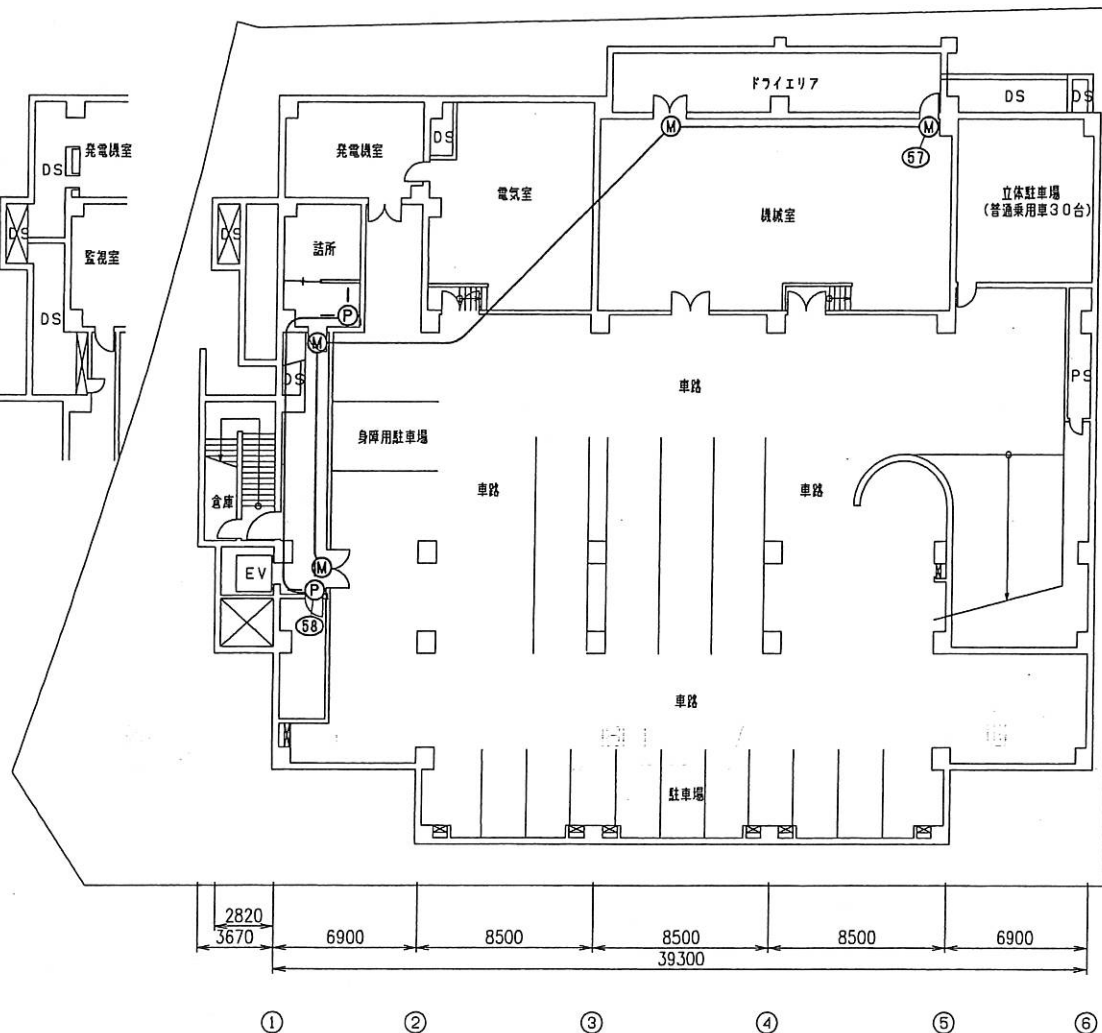 ドライエリア
DS
DS
発電機室
DS
発電機室
DS
電気室
M
M
57
機械室
立体駐車場
(普通乗用車30台)
DS
監視室
DS
詰所
DS
P
M
DS
車路
PS
身障用駐車場
車路
車路
倉庫
EV
M
P
58
車路
駐車場
2820
3670
6900
8500
8500
8500
6900
39300
①
②
③
④
⑤
⑥